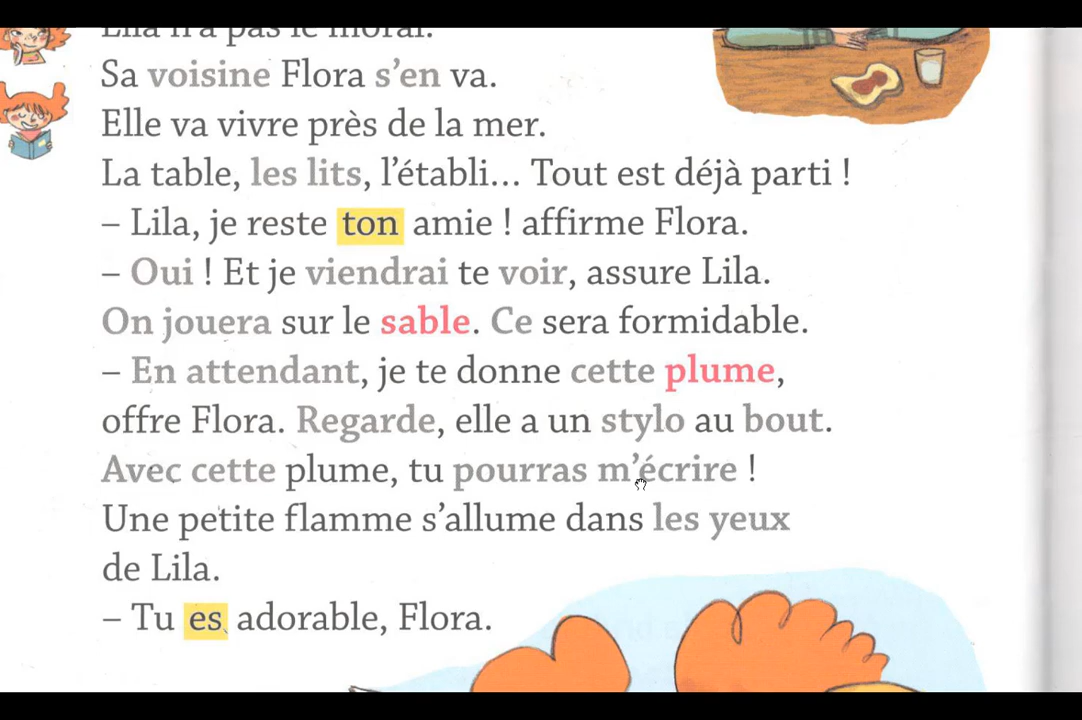 Lila n'a pas le moral.
Sa voisine Flora s'en va.
Elle va vivre près de la mer.
La table, les lits, l'établi... Tout est déjà parti !
– Lila, je reste ton amie ! affirme Flora.
– Oui ! Et je viendrai te voir, assure Lila.
On jouera sur le sable. Ce sera formidable.
– En attendant, je te donne cette plume,
offre Flora. Regarde, elle a un stylo au bout.
Avec cette plume, tu pourras m'écrire !
Une petite flamme s'allume dans les yeux
de Lila.
– Tu es adorable, Flora.